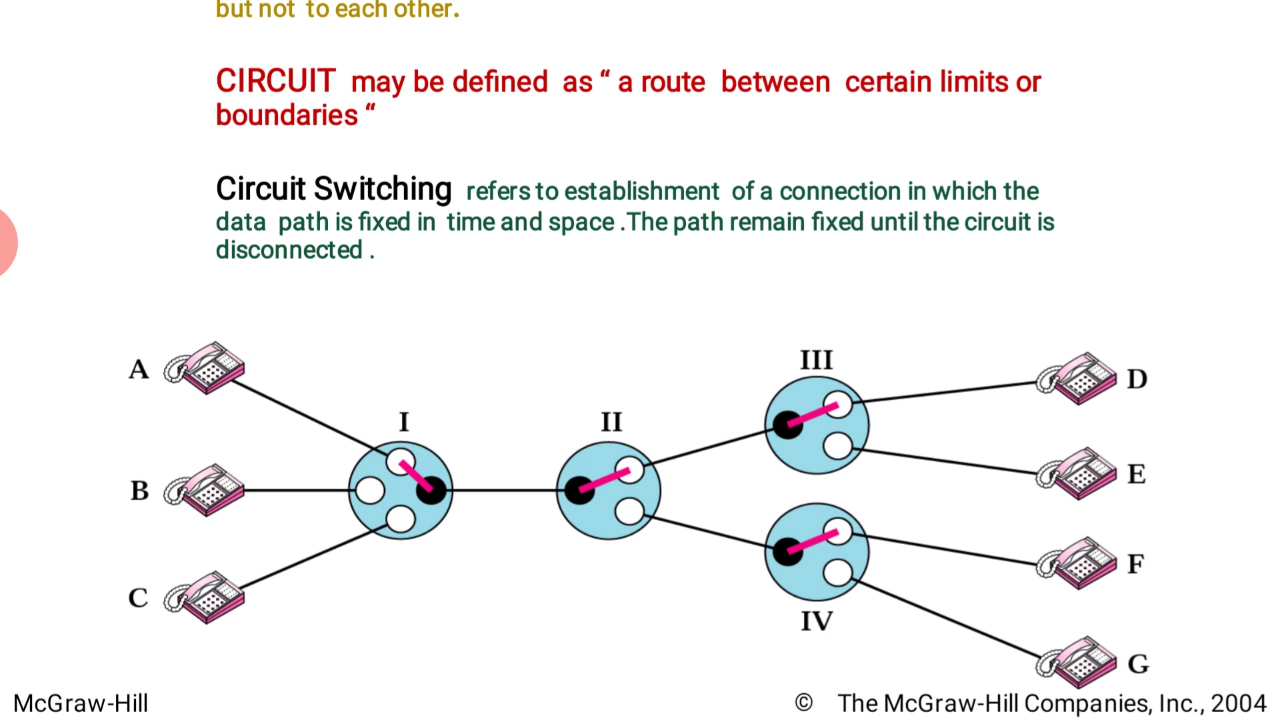 but not to each other.
CIRCUIT may be defined as “ a route between certain limits or
boundaries “
Circuit Switching refers to establishment of a connection in which the
data path is fixed in time and space .The path remain fixed until the circuit is
disconnected .
III
A
D
I
II
B
E
C
F
IV
G
McGraw-Hill
© The McGraw-Hill Companies, Inc., 2004